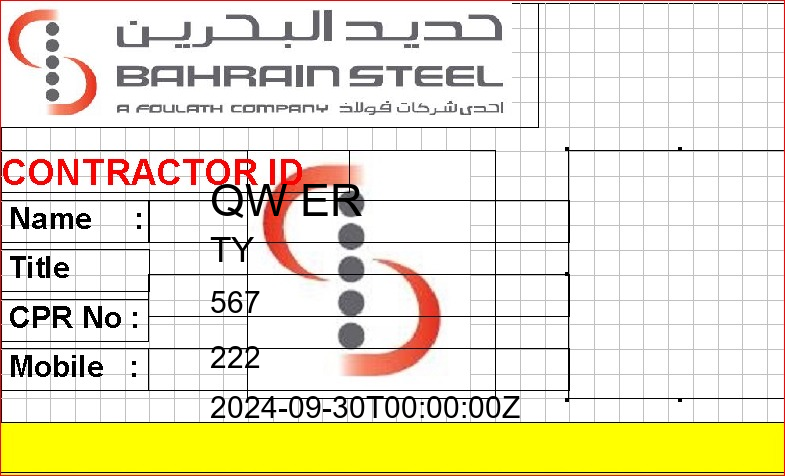 حديد البحرين
BAHRAIN STEEL
A FOULATH COMPANY احدى شركات فولاذ
CONTRACTOR ID
Name : QW ER
Title TY
CPR No : 567
Mobile : 222
2024-09-30T00:00:00Z